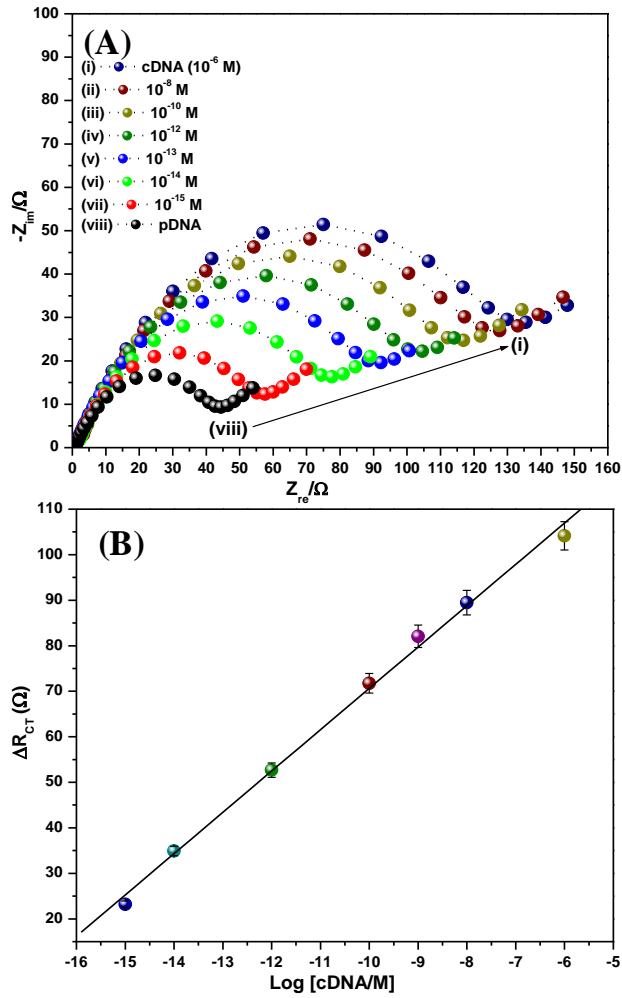 (A)
100
90
80
70
60
50
40
30
20
10
0
-Z_im/Ω
(i) cDNA (10^-6 M)
(ii) 10^-8 M
(iii) 10^-10 M
(iv) 10^-12 M
(v) 10^-13 M
(vi) 10^-14 M
(vii) 10^-15 M
(viii) pDNA
(i)
(viii)
0 10 20 30 40 50 60 70 80 90 100 110 120 130 140 150 160
Z_re/Ω
(B)
110
100
90
80
70
60
50
40
30
20
ΔR_CT (Ω)
-16 -15 -14 -13 -12 -11 -10 -9 -8 -7 -6 -5
Log [cDNA/M]